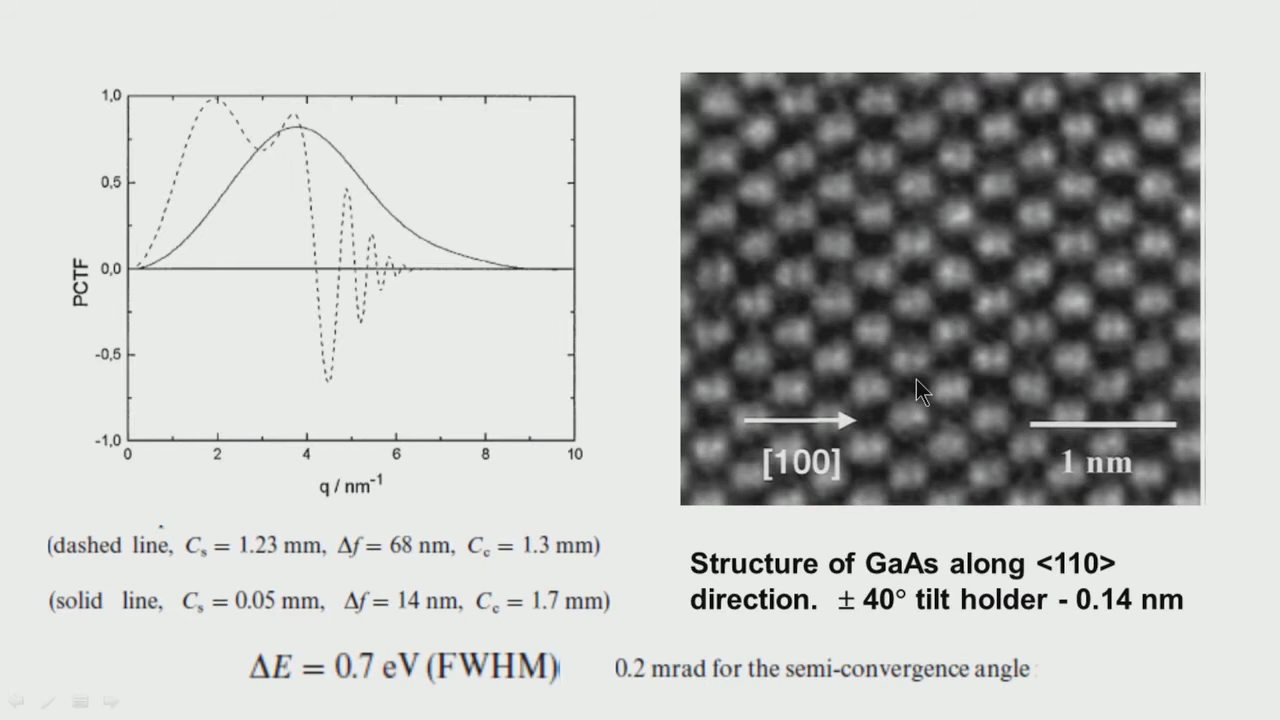 1,0
0,5
0,0
-0,5
-1,0
PCTF
0 2 4 6 8 10
q / nm⁻¹
(dashed line, Cₛ = 1.23 mm, Δf = 68 nm, C꜀ = 1.3 mm)
(solid line, Cₛ = 0.05 mm, Δf = 14 nm, C꜀ = 1.7 mm)
ΔE = 0.7 eV (FWHM)
0.2 mrad for the semi-convergence angle
[100]
1 nm
Structure of GaAs along <110>
direction. ± 40° tilt holder - 0.14 nm